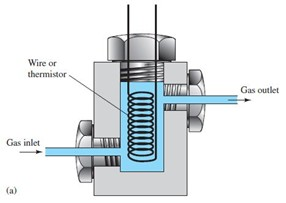 Wire or
thermistor
Gas outlet
Gas inlet
(a)